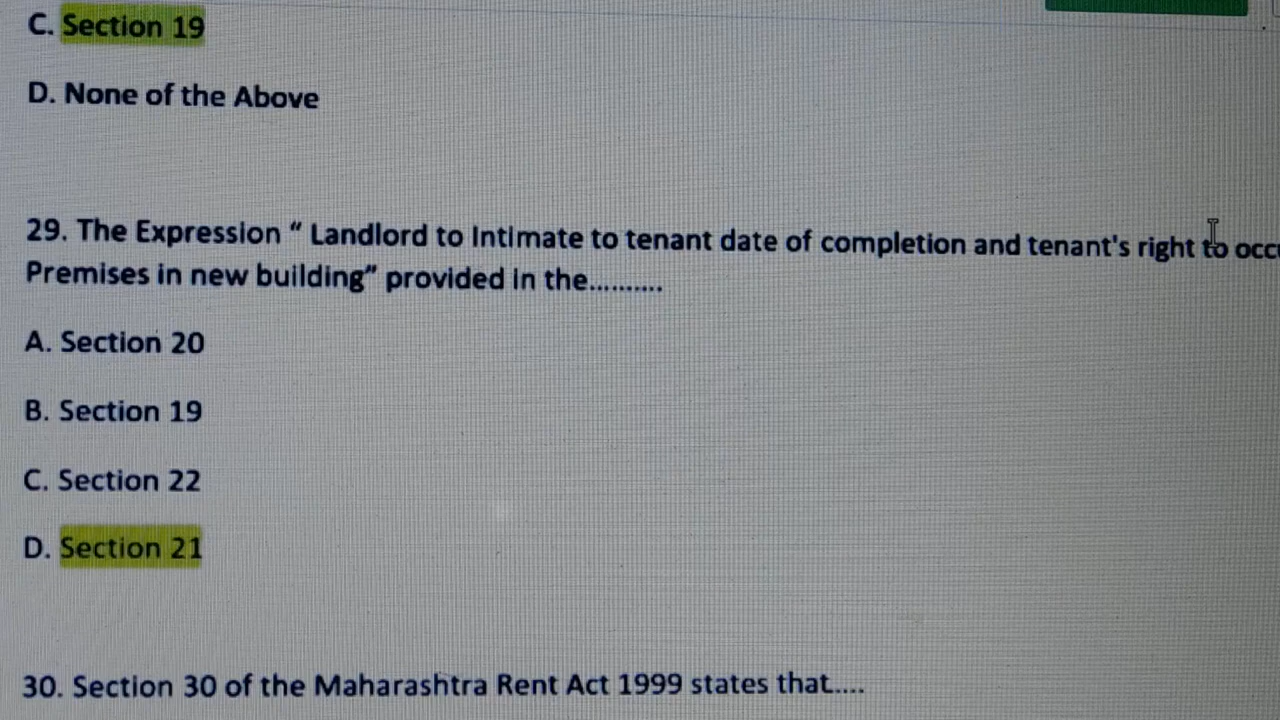 C. Section 19
D. None of the Above
29. The Expression “ Landlord to Intimate to tenant date of completion and tenant's right to
Premises in new building” provided in the..........
A. Section 20
B. Section 19
C. Section 22
D. Section 21
30. Section 30 of the Maharashtra Rent Act 1999 states that....